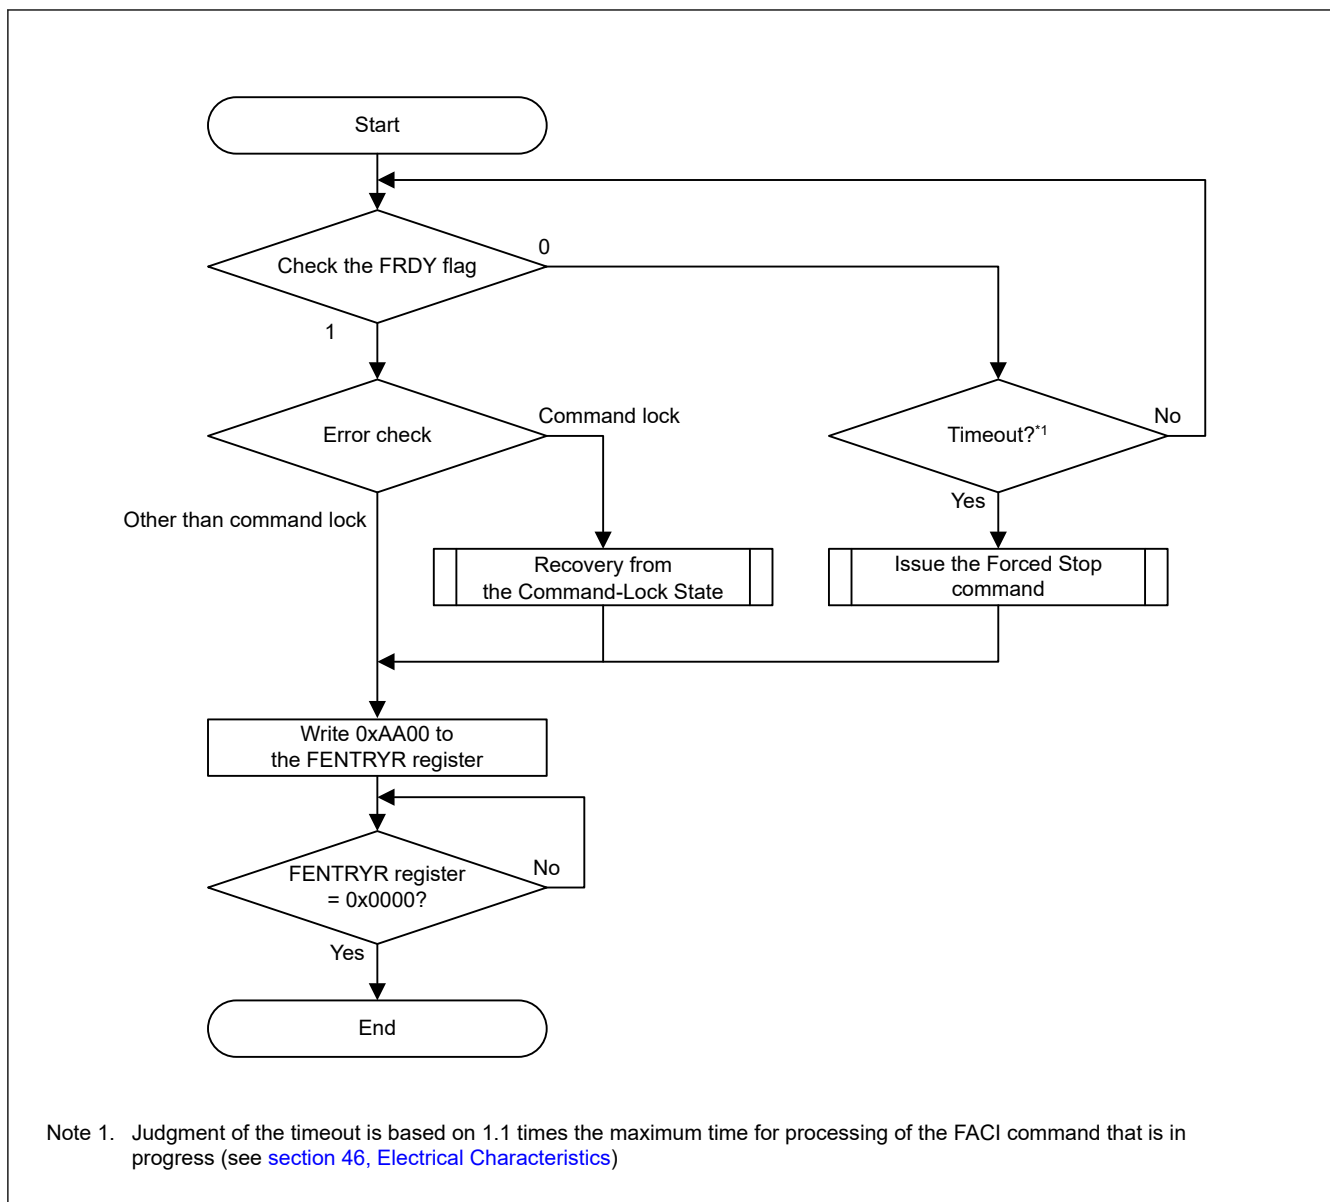 Start
Check the FRDY flag
0
1
Error check
Command lock
Timeout?*1
No
Other than command lock
Yes
Recovery from
the Command-Lock State
Issue the Forced Stop
command
Write 0xAA00 to
the FENTRYR register
FENTRYR register
= 0x0000?
No
Yes
End
Note 1. Judgment of the timeout is based on 1.1 times the maximum time for processing of the FACI command that is in
progress (see section 46, Electrical Characteristics)